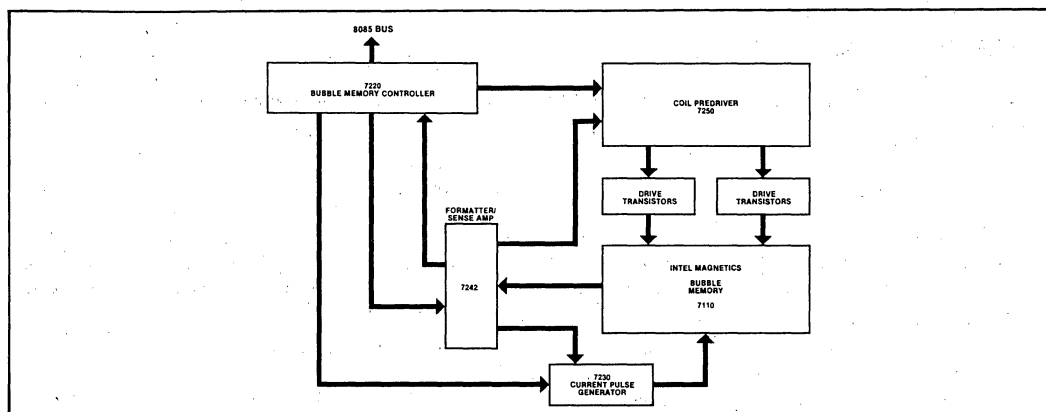 8085 BUS
7220
BUBBLE MEMORY CONTROLLER
COIL PREDRIVER
7250
DRIVE
TRANSISTORS
DRIVE
TRANSISTORS
FORMATTER/
SENSE AMP
7242
INTEL MAGNETICS
BUBBLE
MEMORY
7110
7230
CURRENT PULSE
GENERATOR